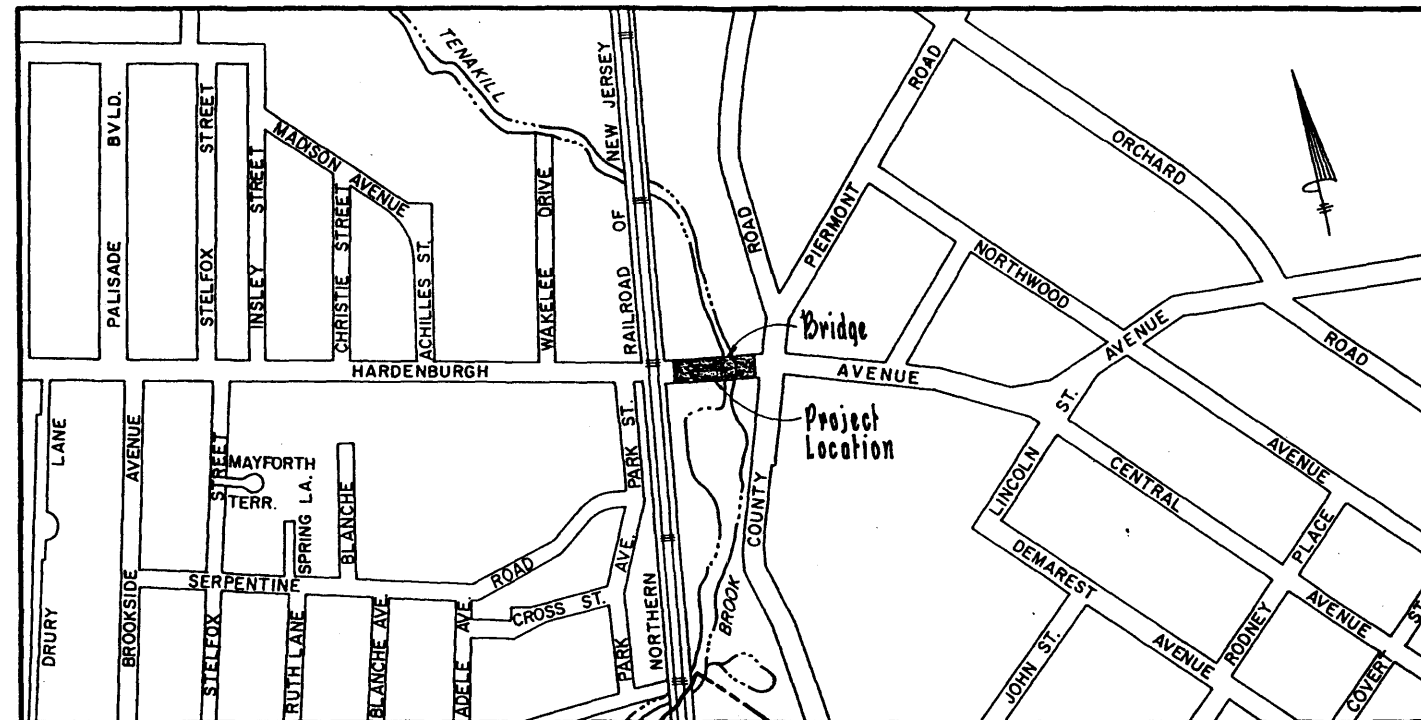 TENAKILL
NORTHERN RAILROAD OF NEW JERSEY
PALISADE BVLD.
STELFOX STREET
INSLEY STREET
MADISON AVENUE
CHRISTIE STREET
ACHILLES ST.
WAKELEE DRIVE
COUNTY ROAD
PIERMONT ROAD
ORCHARD ROAD
NORTHWOOD AVENUE
AVENUE
Bridge
HARDENBURGH AVENUE
Project
Location
DRURY LANE
BROOKSIDE AVENUE
STELFOX STREET
MAYFORTH
TERR.
SPRING LA.
BLANCHE
PARK ST.
SERPENTINE ROAD
RUTH LANE
BLANCHE AVE
ADELE AVE.
CROSS ST.
PARK AVE.
BROOK
LINCOLN ST.
CENTRAL AVENUE
DEMAREST AVENUE
JOHN ST.
RODNEY PLACE
COVERT ST